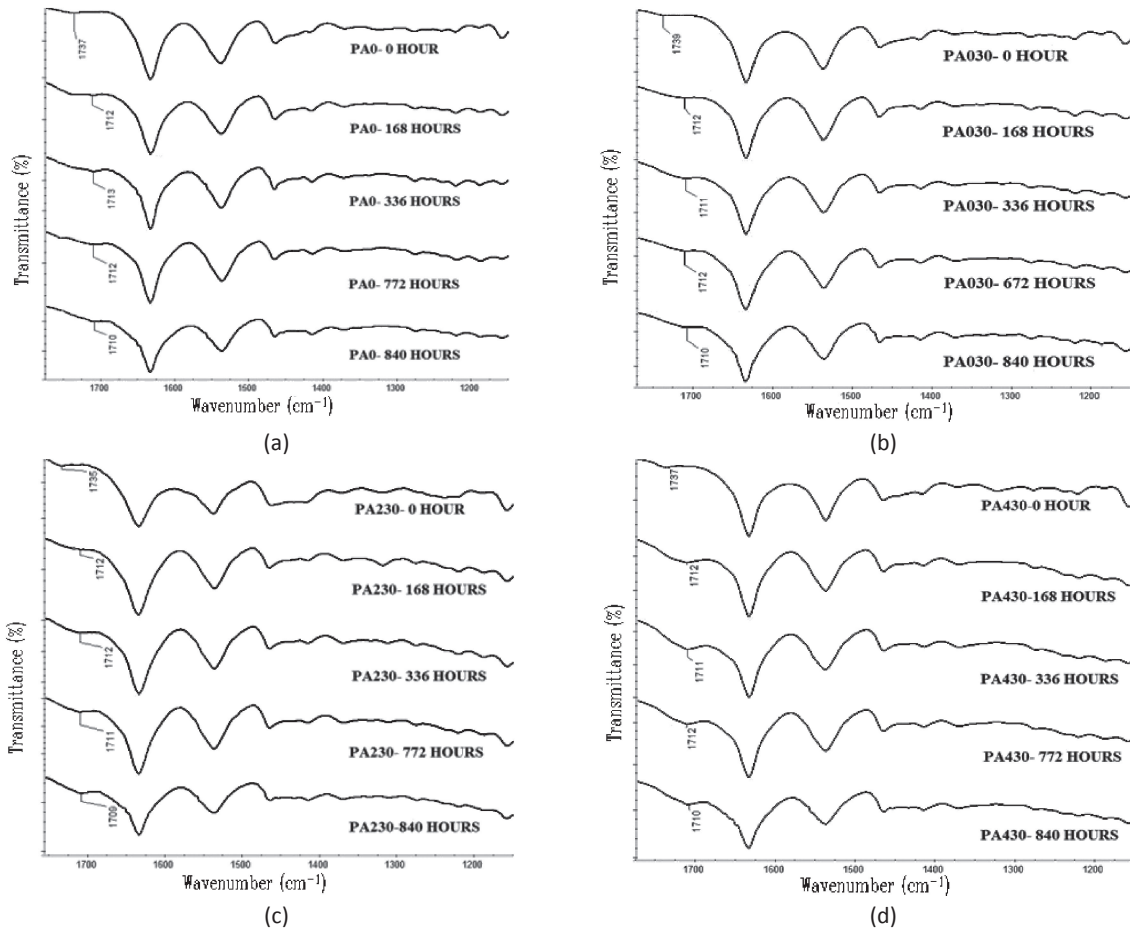 1737
PA0- 0 HOUR
1712
PA0- 168 HOURS
1713
PA0- 336 HOURS
1712
PA0- 772 HOURS
1710
PA0- 840 HOURS
Transmittance (%)
1700 1600 1500 1400 1300 1200
Wavenumber (cm⁻¹)
(a)
1739
PA030- 0 HOUR
1712
PA030- 168 HOURS
1711
PA030- 336 HOURS
1712
PA030- 672 HOURS
1710
PA030- 840 HOURS
Transmittance (%)
1700 1600 1500 1400 1300 1200
Wavenumber (cm⁻¹)
(b)
1735
PA230- 0 HOUR
1712
PA230- 168 HOURS
1712
PA230- 336 HOURS
1711
PA230- 772 HOURS
1709
PA230-840 HOURS
Transmittance (%)
1700 1600 1500 1400 1300 1200
Wavenumber (cm⁻¹)
(c)
1737
PA430-0 HOUR
1712
PA430-168 HOURS
1711
PA430- 336 HOURS
1712
PA430- 772 HOURS
1710
PA430- 840 HOURS
Transmittance (%)
1700 1600 1500 1400 1300 1200
Wavenumber (cm⁻¹)
(d)